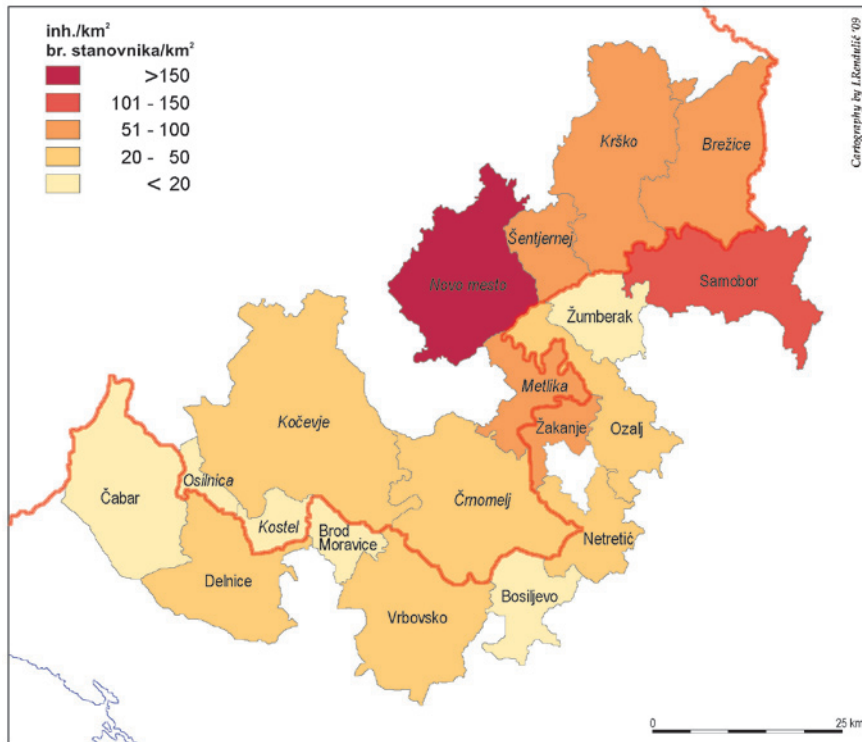 inh./km²
br. stanovnika/km²
>150
101 - 150
51 - 100
20 - 50
< 20
Cartography by I.Rendulić '09
Krško
Brežice
Šentjernej
Novo mesto
Samobor
Žumberak
Metlika
Kočevje
Žakanje
Ozalj
Čabar
Osilnica
Črnomelj
Kostel
Brod
Moravice
Netretić
Delnice
Bosiljevo
Vrbovsko
0 25 km